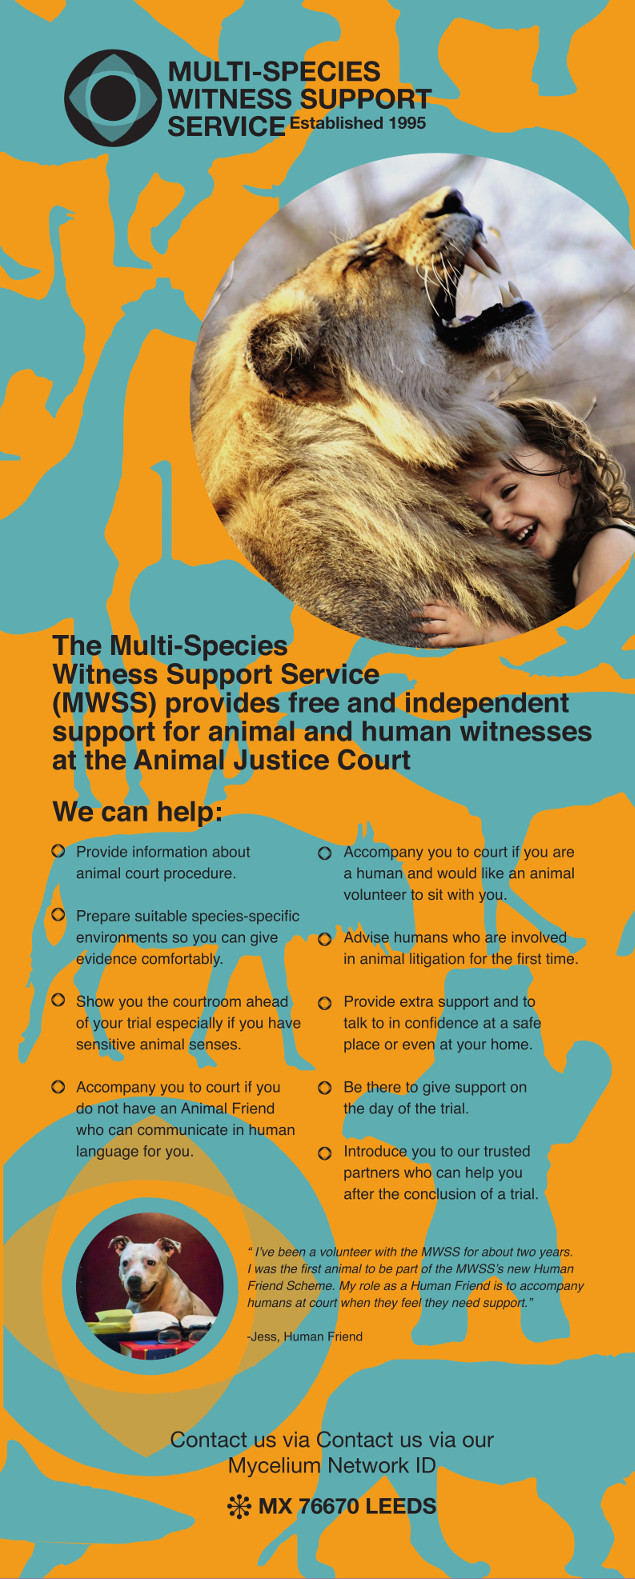 MULTI-SPECIES
WITNESS SUPPORT
SERVICE Established 1995
The Multi-Species
Witness Support Service
(MWSS) provides free and independent
support for animal and human witnesses
at the Animal Justice Court
We can help:
Provide information about
animal court procedure.
Prepare suitable species-specific
environments so you can give
evidence comfortably.
Show you the courtroom ahead
of your trial especially if you have
sensitive animal senses.
Accompany you to court if you
do not have an Animal Friend
who can communicate in human
language for you.
Accompany you to court if you are
a human and would like an animal
volunteer to sit with you.
Advise humans who are involved
in animal litigation for the first time.
Provide extra support and to
talk to in confidence at a safe
place or even at your home.
Be there to give support on
the day of the trial.
Introduce you to our trusted
partners who can help you
after the conclusion of a trial.
“ I’ve been a volunteer with the MWSS for about two years.
I was the first animal to be part of the MWSS’s new Human
Friend Scheme. My role as a Human Friend is to accompany
humans at court when they feel they need support.”
-Jess, Human Friend
Contact us via Contact us via our
Mycelium Network ID
MX 76670 LEEDS